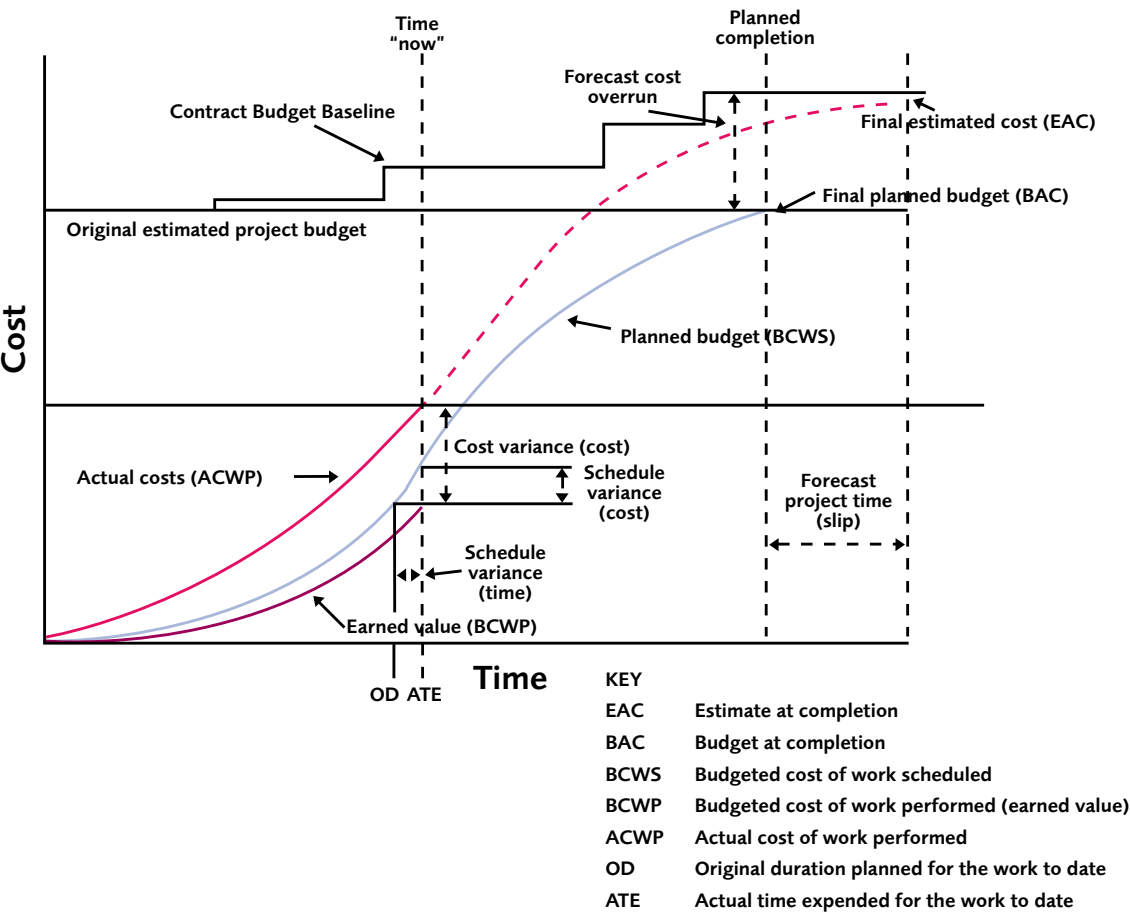 Time
“now”
Planned
completion
Forecast cost
overrun
Contract Budget Baseline
Final estimated cost (EAC)
Final planned budget (BAC)
Original estimated project budget
Cost
Planned budget (BCWS)
Cost variance (cost)
Actual costs (ACWP)
Schedule
variance
(cost)
Forecast
project time
(slip)
Schedule
variance
(time)
Earned value (BCWP)
OD ATE
Time
KEY
EAC Estimate at completion
BAC Budget at completion
BCWS Budgeted cost of work scheduled
BCWP Budgeted cost of work performed (earned value)
ACWP Actual cost of work performed
OD Original duration planned for the work to date
ATE Actual time expended for the work to date